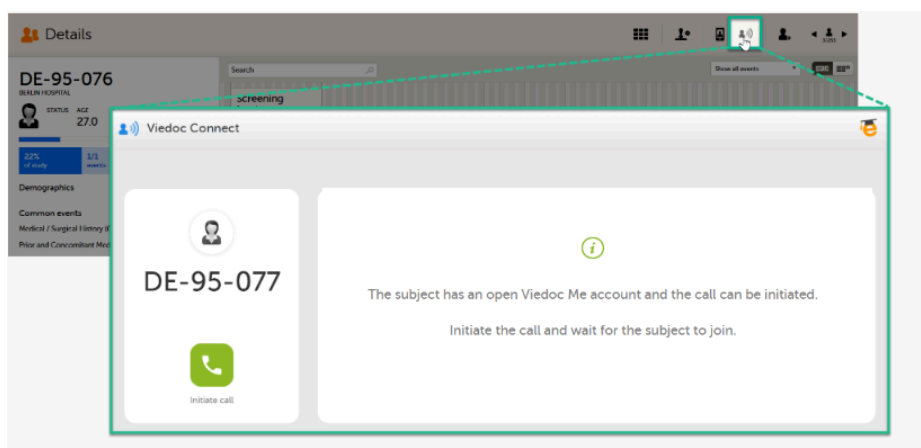 Details
DE-95-076
BERLIN HOSPITAL
STATUS AGE
27.0
22%
of study
1/1
events
Demographics
Common events
Medical / Surgical History
Prior and Concomitant Med
Search
Show all events
Screening
Viedoc Connect
DE-95-077
Initiate call
The subject has an open Viedoc Me account and the call can be initiated.
Initiate the call and wait for the subject to join.